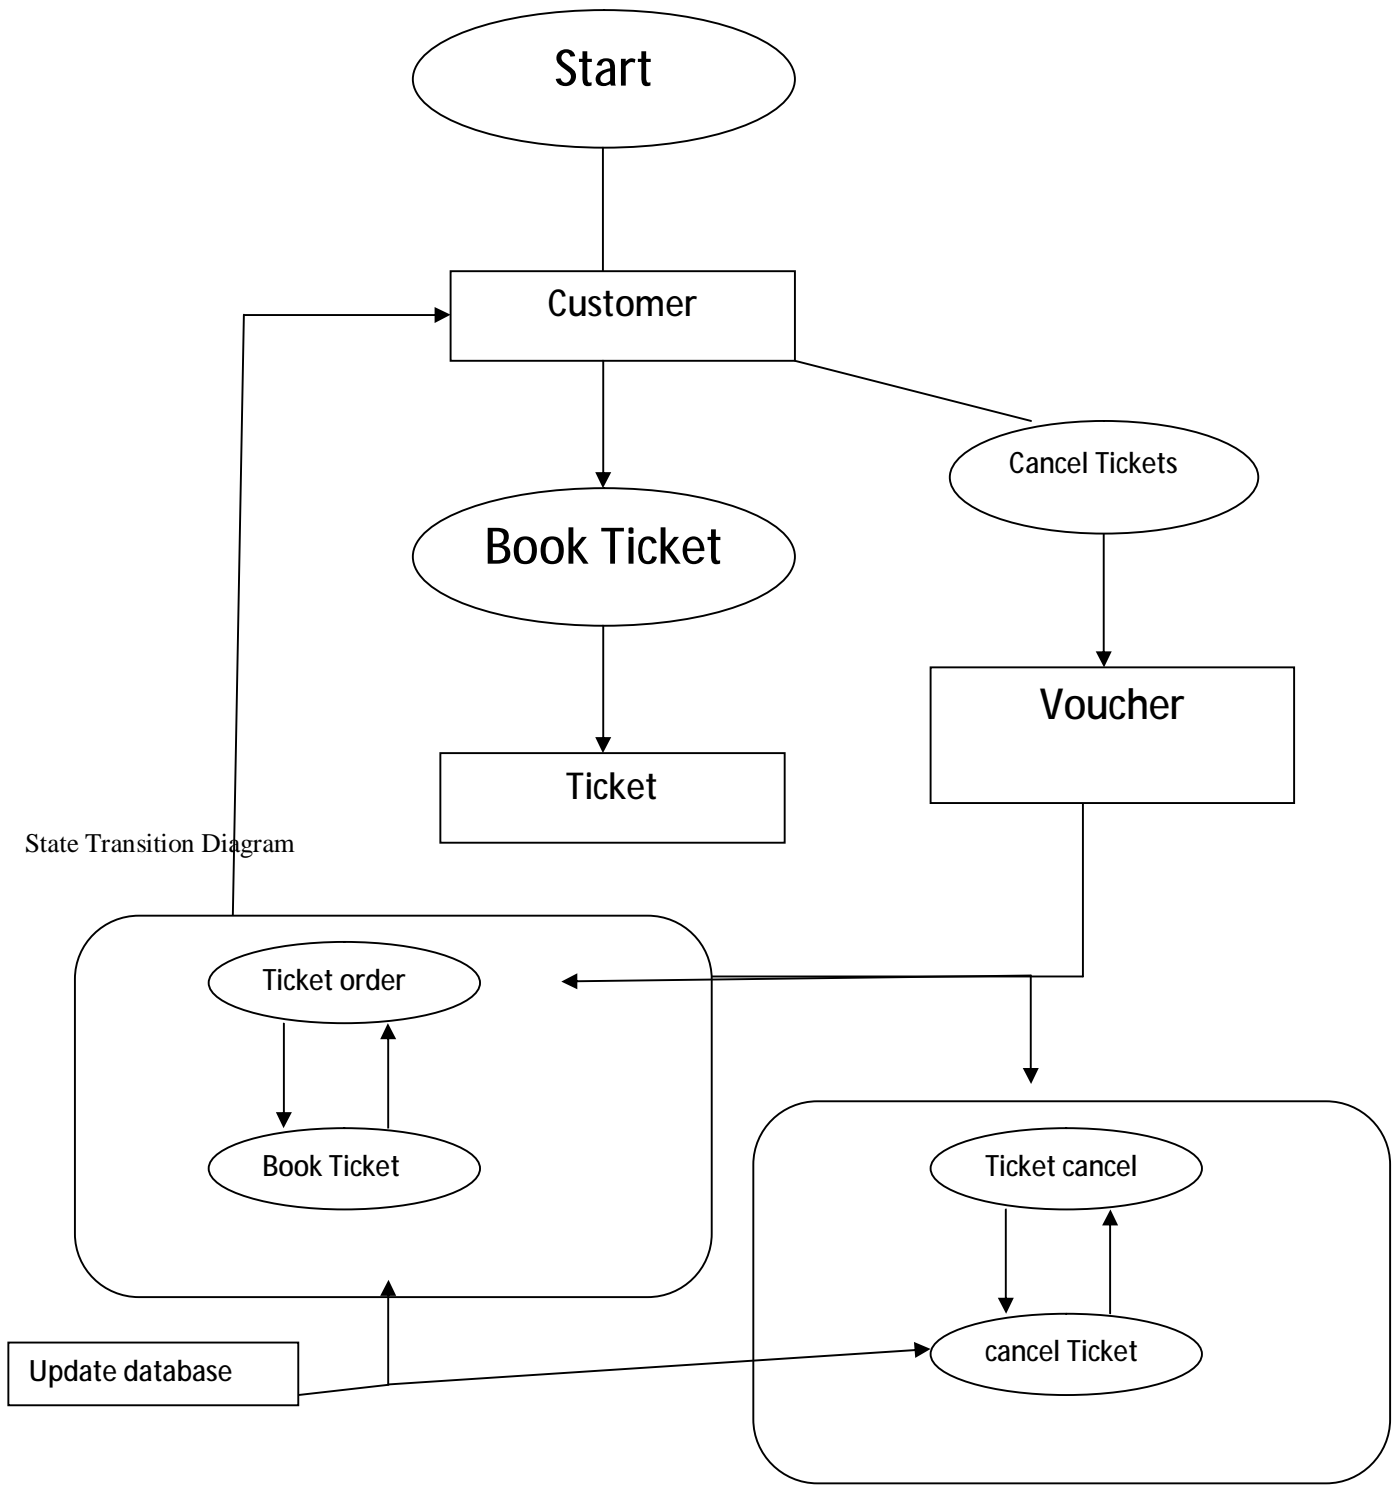 Start
Customer
Cancel Tickets
Book Ticket
Voucher
Ticket
State Transition Diagram
Ticket order
Book Ticket
Ticket cancel
cancel Ticket
Update database